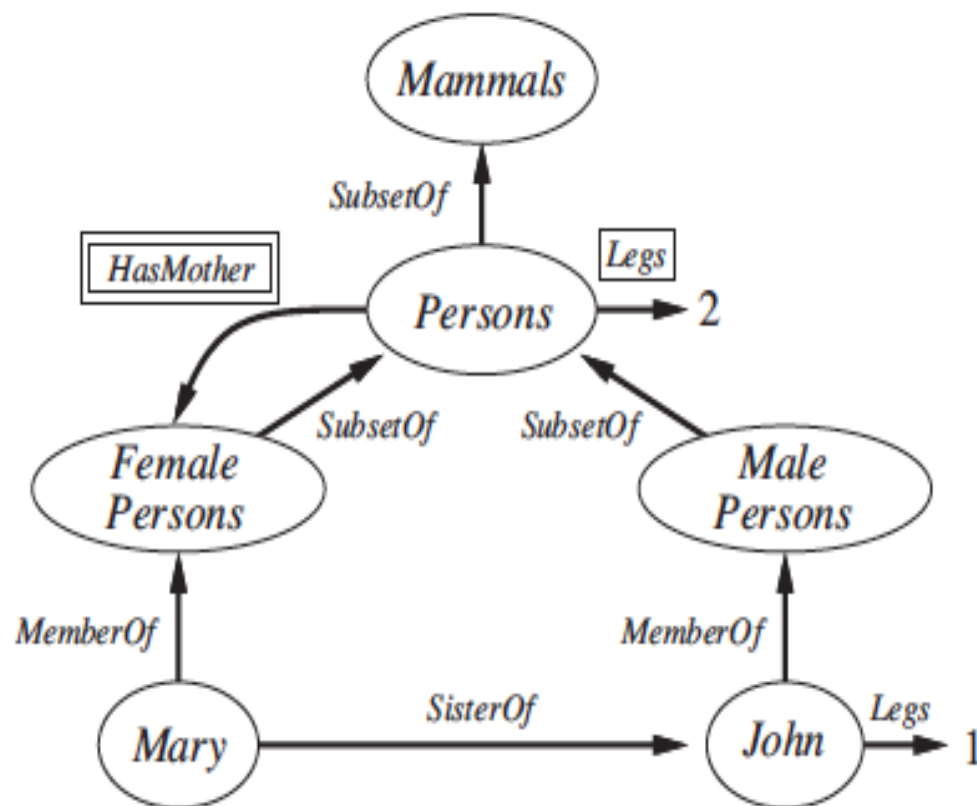 Mammals
SubsetOf
HasMother
Legs
Persons
2
SubsetOf
SubsetOf
Female
Persons
Male
Persons
MemberOf
MemberOf
Mary
SisterOf
John
Legs
1